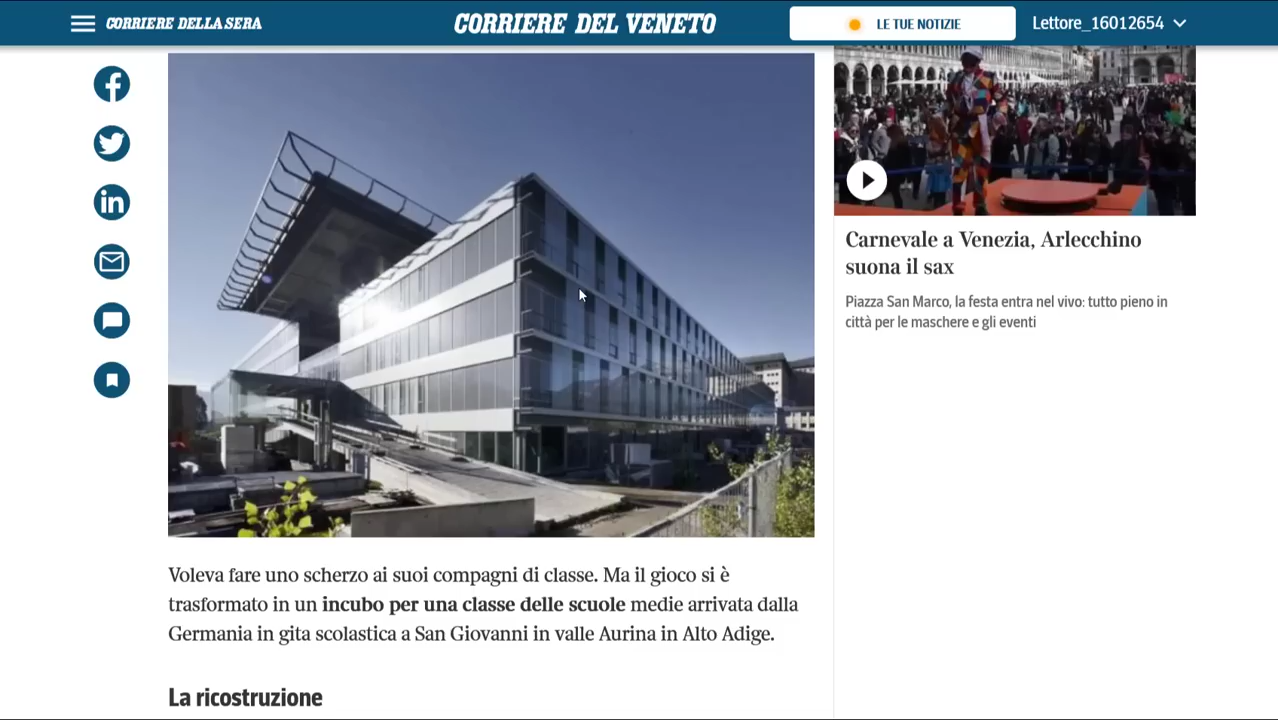 CORRIERE DELLA SERA
CORRIERE DEL VENETO
LE TUE NOTIZIE
Lettore_16012654
Carnevale a Venezia, Arlecchino
suona il sax
Piazza San Marco, la festa entra nel vivo: tutto pieno in
città per le maschere e gli eventi
Voleva fare uno scherzo ai suoi compagni di classe. Ma il gioco si è
trasformato in un incubo per una classe delle scuole medie arrivata dalla
Germania in gita scolastica a San Giovanni in valle Aurina in Alto Adige.
La ricostruzione